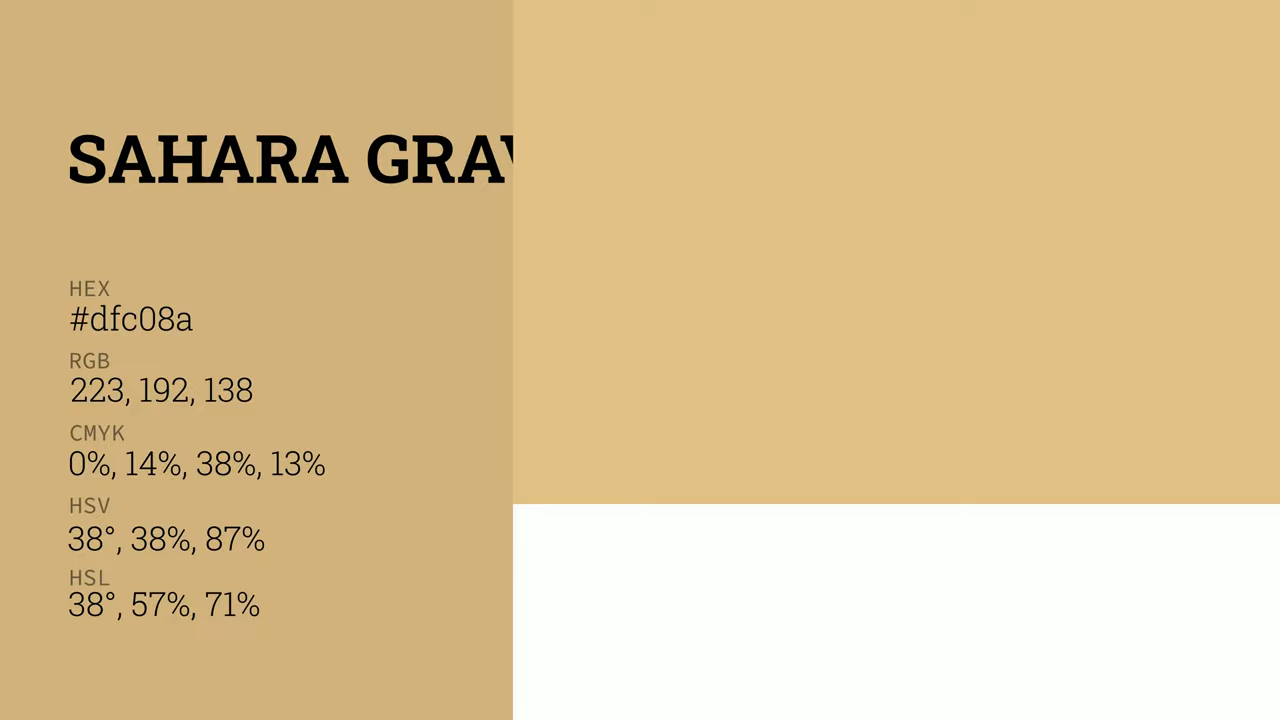 SAHARA GRAV
HEX
#dfc08a
RGB
223, 192, 138
CMYK
0%, 14%, 38%, 13%
HSV
38°, 38%, 87%
HSL
38°, 57%, 71%